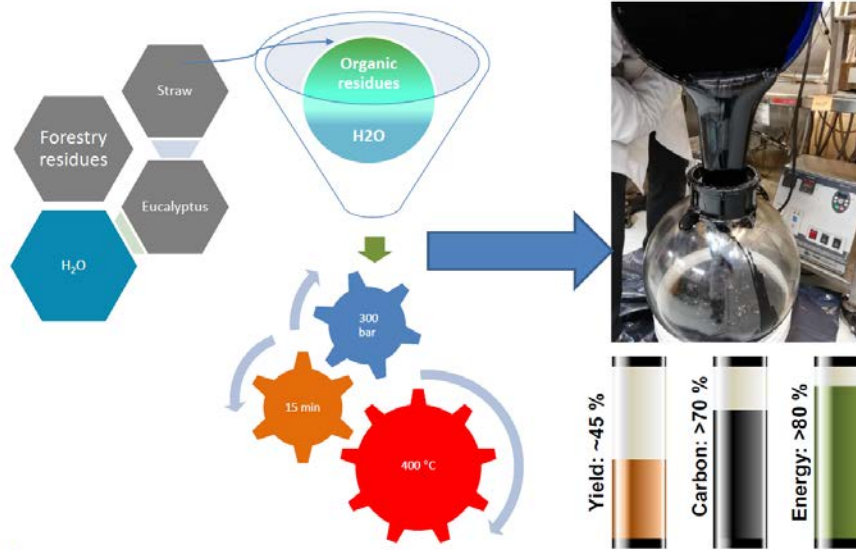 Straw
Forestry
residues
Eucalyptus
H₂O
Organic
residues
H2O
300
bar
15 min
400 °C
Yield: ~45 %
Carbon: >70 %
Energy: >80 %